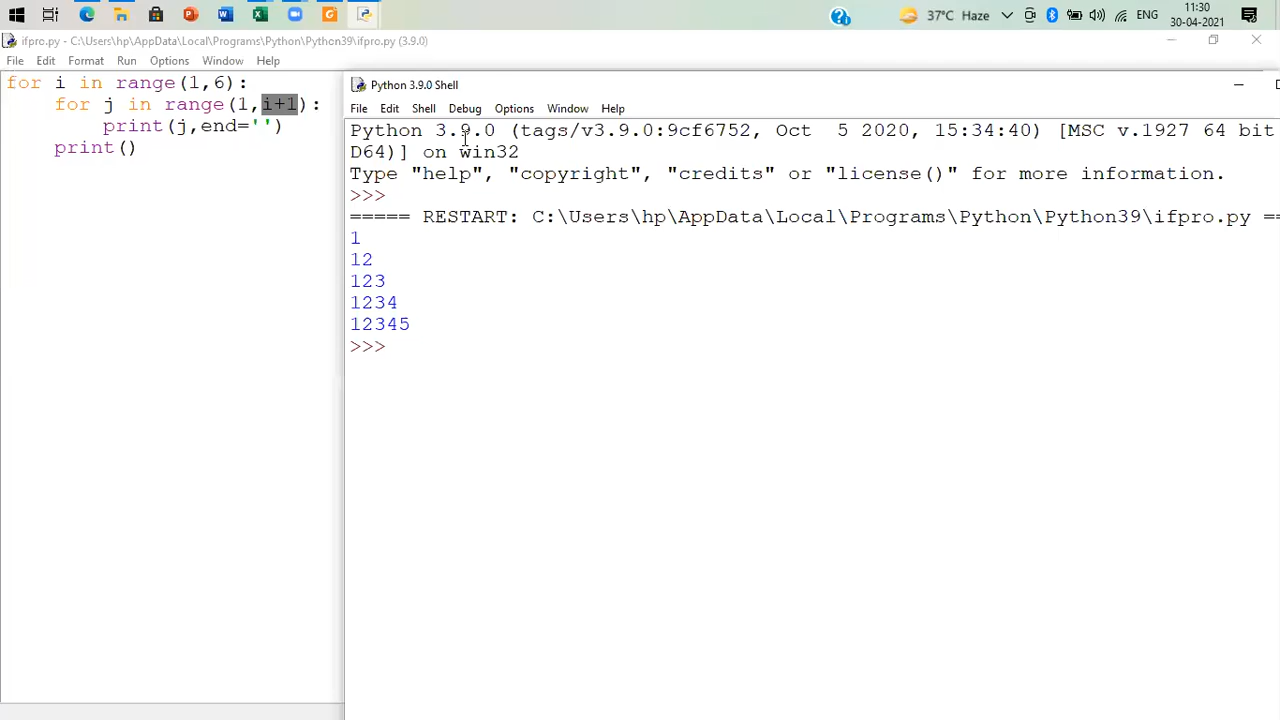 37°C Haze
ENG
11:30
30-04-2021
ifpro.py - C:\Users\hp\AppData\Local\Programs\Python\Python39\ifpro.py (3.9.0)
File Edit Format Run Options Window Help
for i in range(1,6):
    for j in range(1,i+1):
        print(j,end='')
    print()
Python 3.9.0 Shell
File Edit Shell Debug Options Window Help
Python 3.9.0 (tags/v3.9.0:9cf6752, Oct  5 2020, 15:34:40) [MSC v.1927 64 bit
D64)] on win32
Type "help", "copyright", "credits" or "license()" for more information.
>>>
===== RESTART: C:\Users\hp\AppData\Local\Programs\Python\Python39\ifpro.py ==
1
12
123
1234
12345
>>>